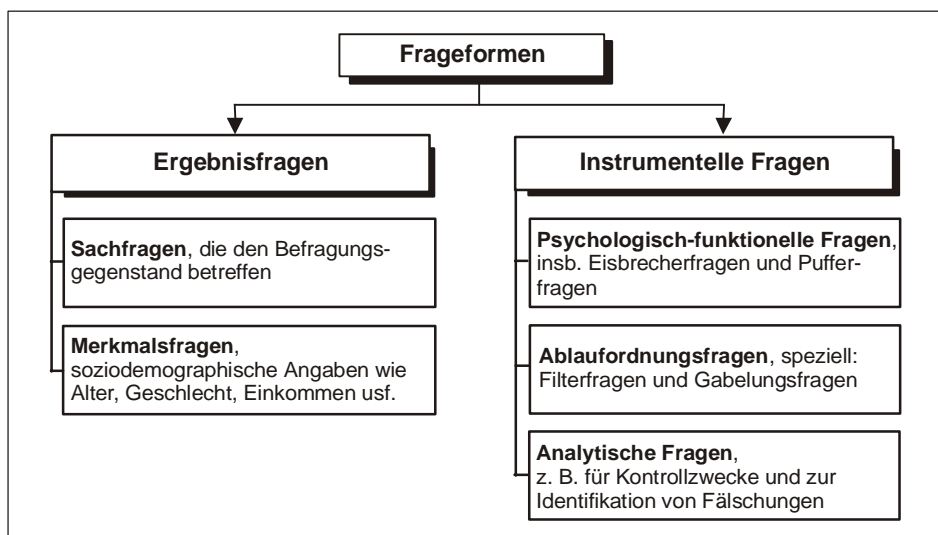 Frageformen
Ergebnisfragen
Sachfragen, die den Befragungs-
gegenstand betreffen
Merkmalsfragen,
soziodemographische Angaben wie
Alter, Geschlecht, Einkommen usf.
Instrumentelle Fragen
Psychologisch-funktionelle Fragen,
insb. Eisbrecherfragen und Puffer-
fragen
Ablaufordnungsfragen, speziell:
Filterfragen und Gabelungsfragen
Analytische Fragen,
z. B. für Kontrollzwecke und zur
Identifikation von Fälschungen